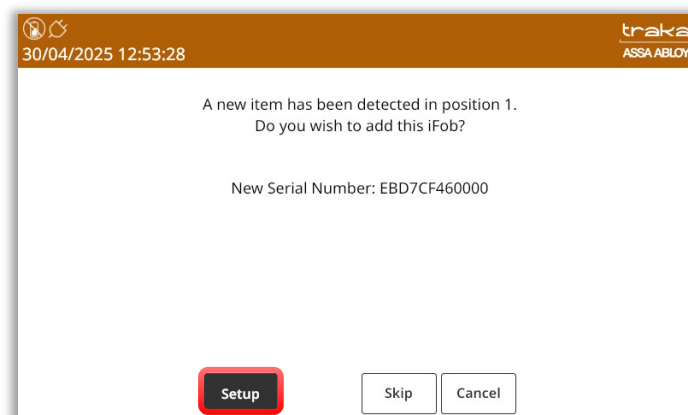 traka
30/04/2025 12:53:28
ASSA ABLOY
A new item has been detected in position 1.
Do you wish to add this iFob?
New Serial Number: EBD7CF460000
Setup
Skip
Cancel